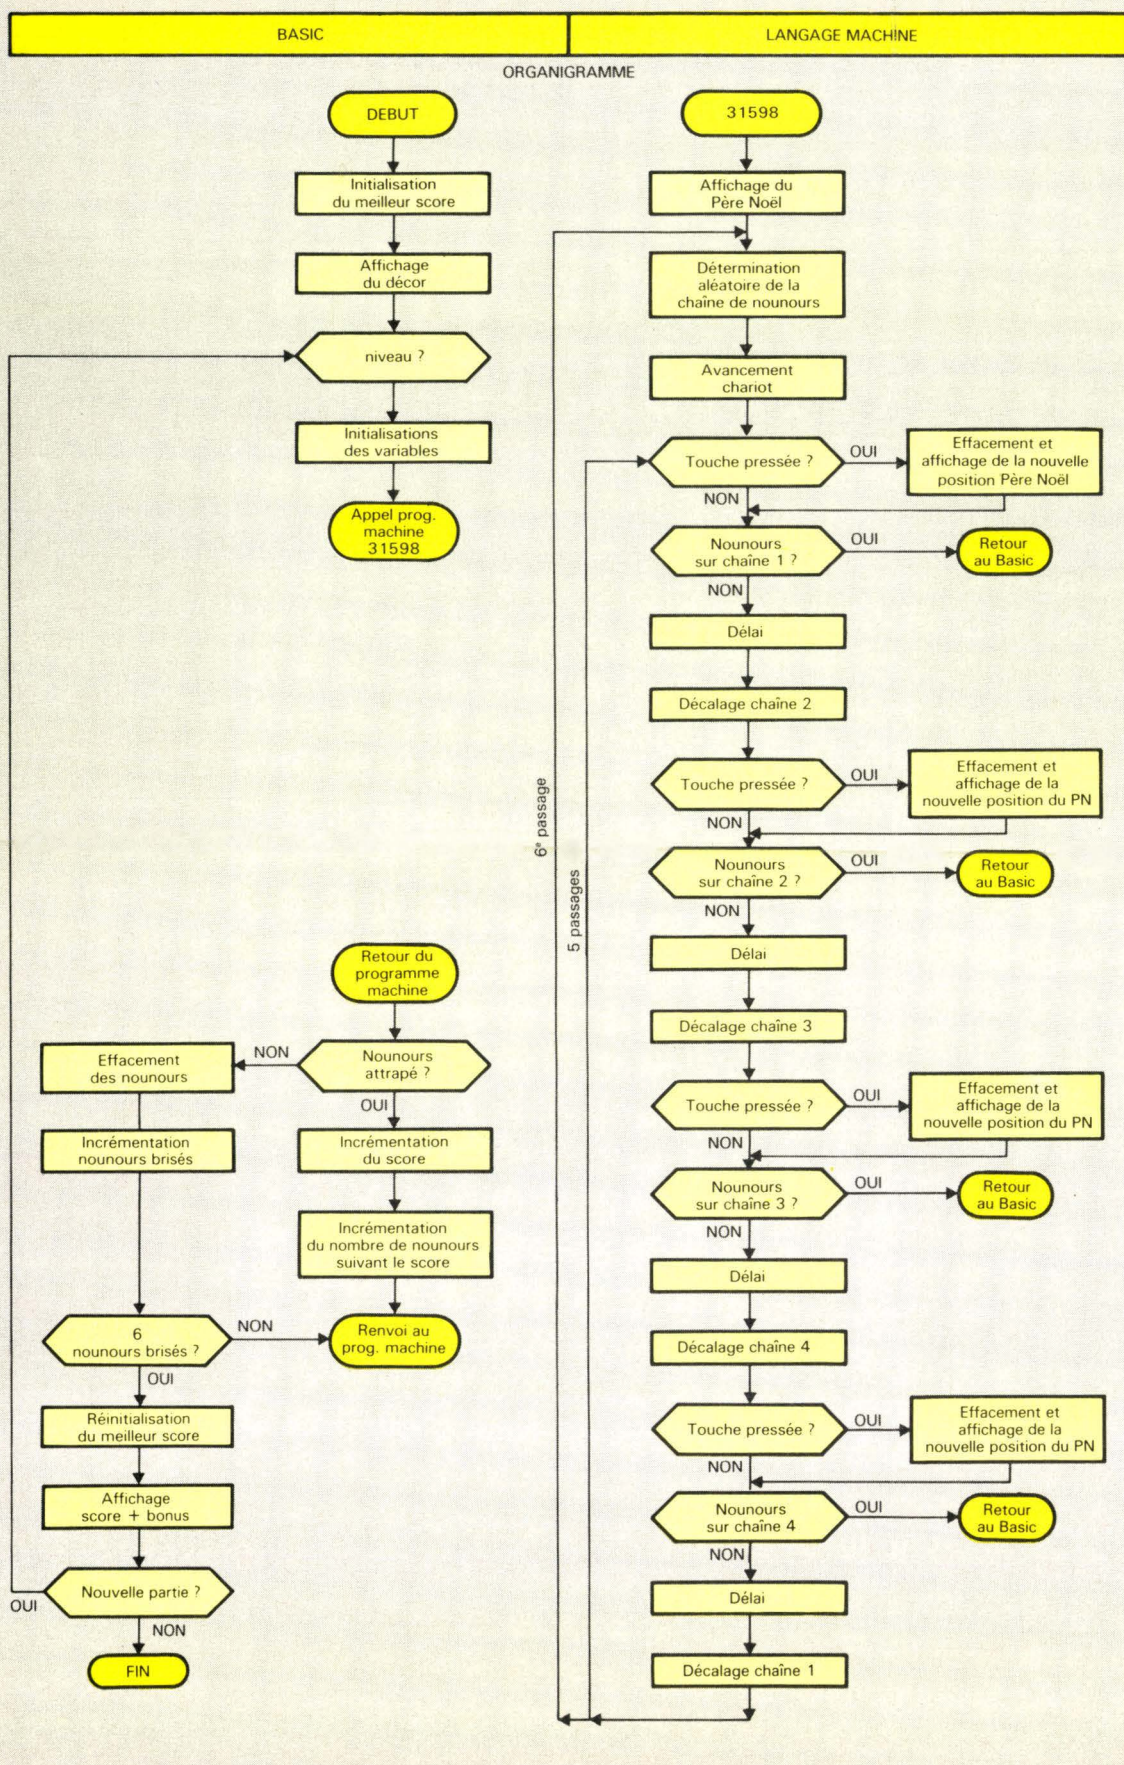 BASIC
LANGAGE MACHINE
ORGANIGRAMME
DEBUT
Initialisation
du meilleur score
Affichage
du décor
niveau ?
Initialisations
des variables
Appel prog.
machine
31598
Retour du
programme
machine
Nounours
attrapé ?
NON
Effacement
des nounours
Incrémentation
nounours brisés
OUI
Incrémentation
du score
Incrémentation
du nombre de nounours
suivant le score
6
nounours brisés ?
NON
Renvoi au
prog. machine
OUI
Réinitialisation
du meilleur score
Affichage
score + bonus
Nouvelle partie ?
OUI
NON
FIN
31598
Affichage du
Père Noël
Détermination
aléatoire de la
chaîne de nounours
Avancement
chariot
Touche pressée ?
OUI
Effacement et
affichage de la nouvelle
position Père Noël
NON
Nounours
sur chaîne 1 ?
OUI
Retour
au Basic
NON
Délai
Décalage chaîne 2
6e passage
5 passages
Touche pressée ?
OUI
Effacement et
affichage de la
nouvelle position du PN
NON
Nounours
sur chaîne 2 ?
OUI
Retour
au Basic
NON
Délai
Décalage chaîne 3
Touche pressée ?
OUI
Effacement et
affichage de la
nouvelle position du PN
NON
Nounours
sur chaîne 3 ?
OUI
Retour
au Basic
NON
Délai
Décalage chaîne 4
Touche pressée ?
OUI
Effacement et
affichage de la
nouvelle position du PN
NON
Nounours
sur chaîne 4
OUI
Retour
au Basic
NON
Délai
Décalage chaîne 1